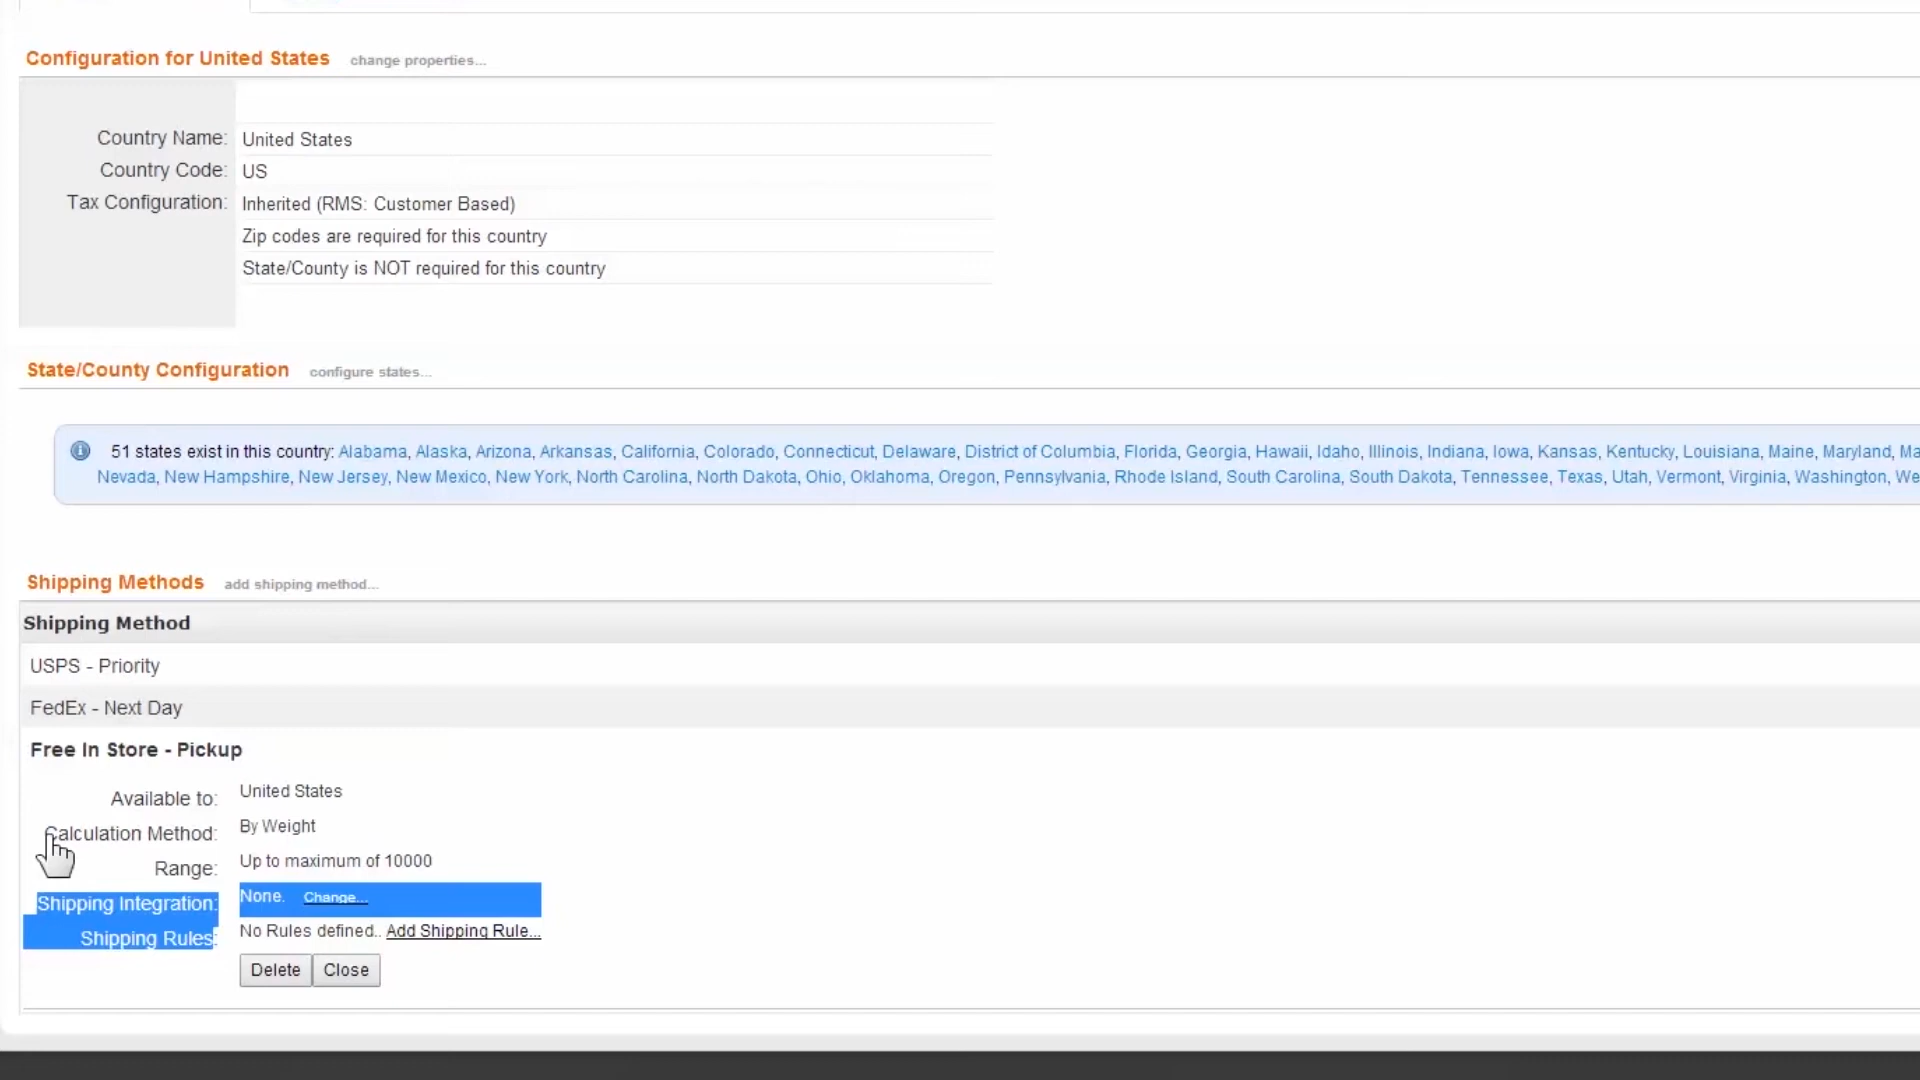 Configuration for United States change properties...
Country Name: United States
Country Code: US
Tax Configuration: Inherited (RMS: Customer Based)
Zip codes are required for this country
State/County is NOT required for this country
State/County Configuration configure states...
51 states exist in this country: Alabama, Alaska, Arizona, Arkansas, California, Colorado, Connecticut, Delaware, District of Columbia, Florida, Georgia, Hawaii, Idaho, Illinois, Indiana, Iowa, Kansas, Kentucky, Louisiana, Maine, Maryland, Ma
Nevada, New Hampshire, New Jersey, New Mexico, New York, North Carolina, North Dakota, Ohio, Oklahoma, Oregon, Pennsylvania, Rhode Island, South Carolina, South Dakota, Tennessee, Texas, Utah, Vermont, Virginia, Washington, We
Shipping Methods add shipping method...
Shipping Method
USPS - Priority
FedEx - Next Day
Free In Store - Pickup
Available to: United States
Calculation Method: By Weight
Range: Up to maximum of 10000
Shipping Integration: None. Change...
Shipping Rules: No Rules defined.. Add Shipping Rule...
Delete Close